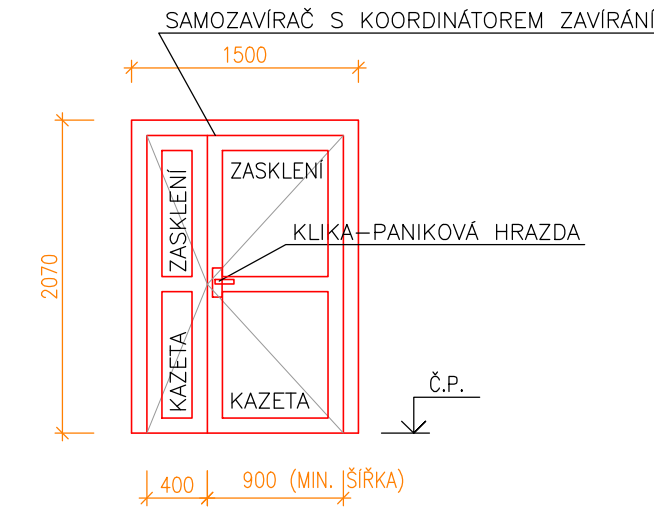 SAMOZAVÍRAČ S KOORDINÁTOREM ZAVÍRÁNÍ
1500
ZASKLENÍ
ZASKLENÍ
KLIKA-PANIKOVÁ HRAZDA
2070
KAZETA
KAZETA
Č.P.
400
900 (MIN. ŠÍŘKA)